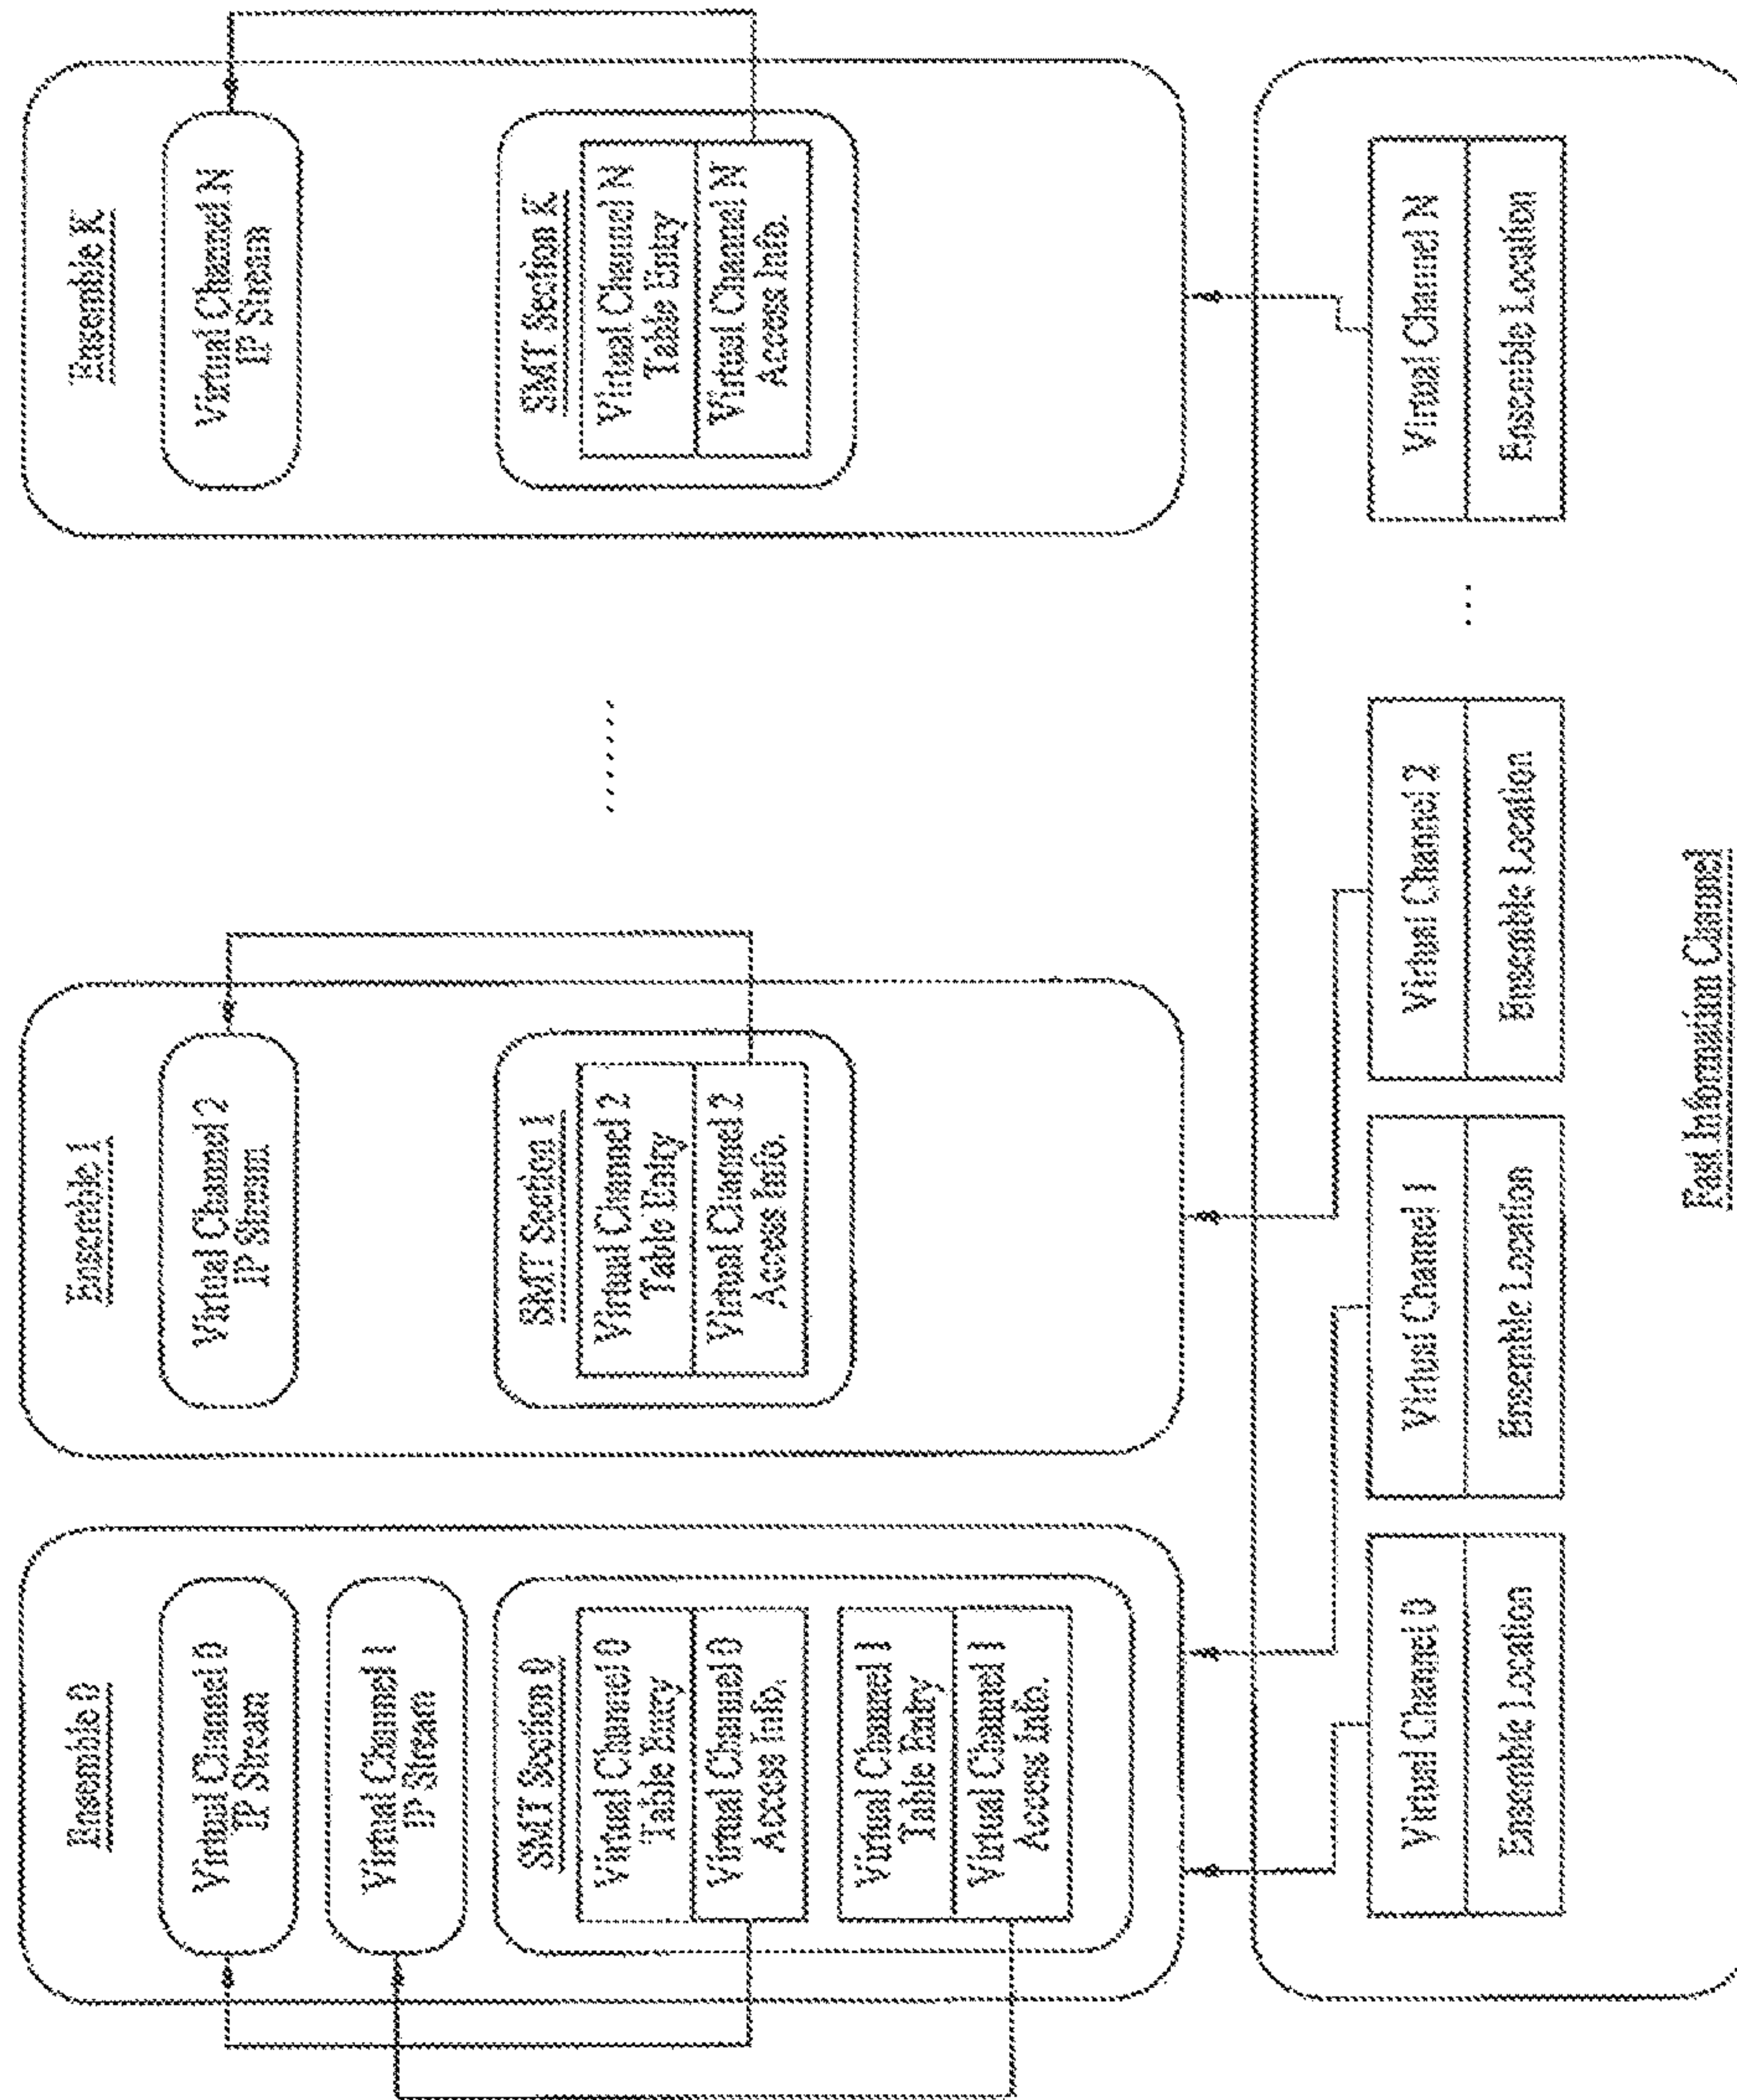 Ensemble 0
Virtual Channel 0
IP Stream
Virtual Channel 1
IP Stream
SMT Section 0
Virtual Channel 0
Table Entry
Virtual Channel 0
Access Info.
Virtual Channel 1
Table Entry
Virtual Channel 1
Access Info.
Ensemble 1
Virtual Channel 2
IP Stream
SMT Section 1
Virtual Channel 2
Table Entry
Virtual Channel 2
Access Info.
......
Ensemble K
Virtual Channel N
IP Stream
SMT Section K
Virtual Channel N
Table Entry
Virtual Channel N
Access Info.
Virtual Channel 0
Ensemble Location
Virtual Channel 1
Ensemble Location
Virtual Channel 2
Ensemble Location
...
Virtual Channel N
Ensemble Location
Fast Information Channel